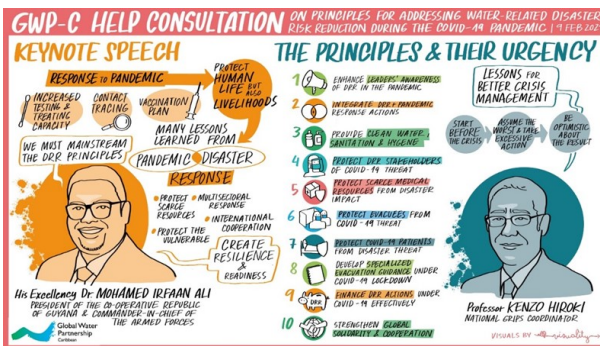 GWP-C HELP CONSULTATION
ON PRINCIPLES FOR ADDRESSING WATER-RELATED DISASTER
RISK REDUCTION DURING THE COVID-19 PANDEMIC | 9 FEB
KEYNOTE SPEECH
RESPONSE TO PANDEMIC
INCREASED
TESTING &
TREATING
CAPACITY
CONTACT
TRACING
VACCINATION
PLAN
PROTECT
HUMAN
LIFE BUT
ALSO
LIVELIHOODS
MANY LESSONS
LEARNED FROM
PANDEMIC DISASTER
RESPONSE
WE MUST MAINSTREAM
THE DRR PRINCIPLES
• PROTECT
SCARCE
RESOURCES
• PROTECT THE
VULNERABLE
• MULTISECTORAL
RESPONSE
• INTERNATIONAL
COOPERATION
CREATE
RESILIENCE
& READINESS
His Excellency Dr MOHAMED IRFAAN ALI
PRESIDENT OF THE CO-OPERATIVE REPUBLIC
OF GUYANA & COMMANDER-IN-CHIEF OF
THE ARMED FORCES
Global Water
Partnership
Caribbean
THE PRINCIPLES & THEIR URGENCY
1 ENHANCE LEADERS' AWARENESS
OF DRR IN THE PANDEMIC
2 INTEGRATE DRR + PANDEMIC
RESPONSE ACTIONS
3 PROVIDE CLEAN WATER,
SANITATION & HYGIENE
4 PROTECT DRR STAKEHOLDERS
OF COVID-19 THREAT
5 PROTECT SCARCE MEDICAL
RESOURCES FROM DISASTER
IMPACT
6 PROTECT EVACUEES FROM
COVID-19 THREAT
7 PROTECT COVID-19 PATIENTS
FROM DISASTER THREAT
8 DEVELOP SPECIALIZED
EVACUATION GUIDANCE UNDER
COVID-19 LOCKDOWN
9 DRR FINANCE DRR ACTIONS UNDER
COVID-19 EFFECTIVELY
10 STRENGTHEN GLOBAL
SOLIDARITY & COOPERATION
LESSONS FOR
BETTER CRISIS
MANAGEMENT
START
BEFORE
THE CRISIS
ASSUME THE
WORST & TAKE
EXCESSIVE
ACTION
BE
OPTIMISTIC
ABOUT
THE RESULT
Professor KENZO HIROKI
NATIONAL GRIPS COORDINATOR
VISUALS BY